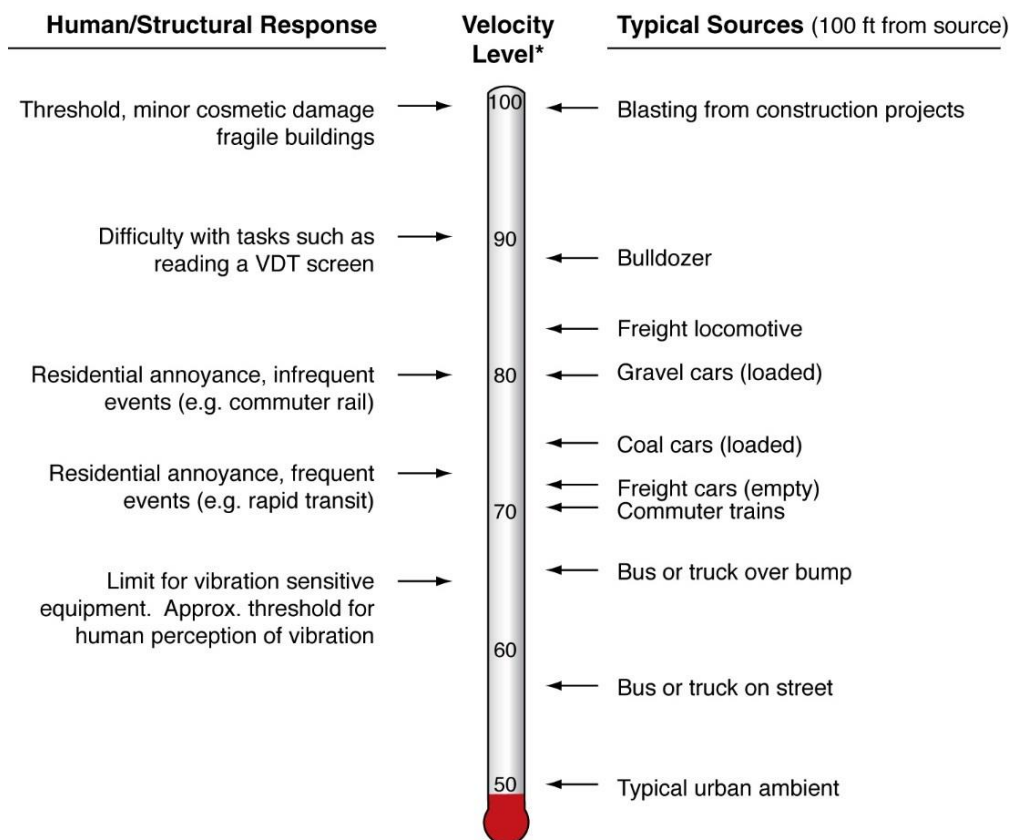 Human/Structural Response
Velocity
Level*
Typical Sources (100 ft from source)
Threshold, minor cosmetic damage
fragile buildings
100
Blasting from construction projects
Difficulty with tasks such as
reading a VDT screen
90
Bulldozer
Freight locomotive
Residential annoyance, infrequent
events (e.g. commuter rail)
80
Gravel cars (loaded)
Coal cars (loaded)
Residential annoyance, frequent
events (e.g. rapid transit)
Freight cars (empty)
70
Commuter trains
Limit for vibration sensitive
equipment. Approx. threshold for
human perception of vibration
Bus or truck over bump
60
Bus or truck on street
50
Typical urban ambient